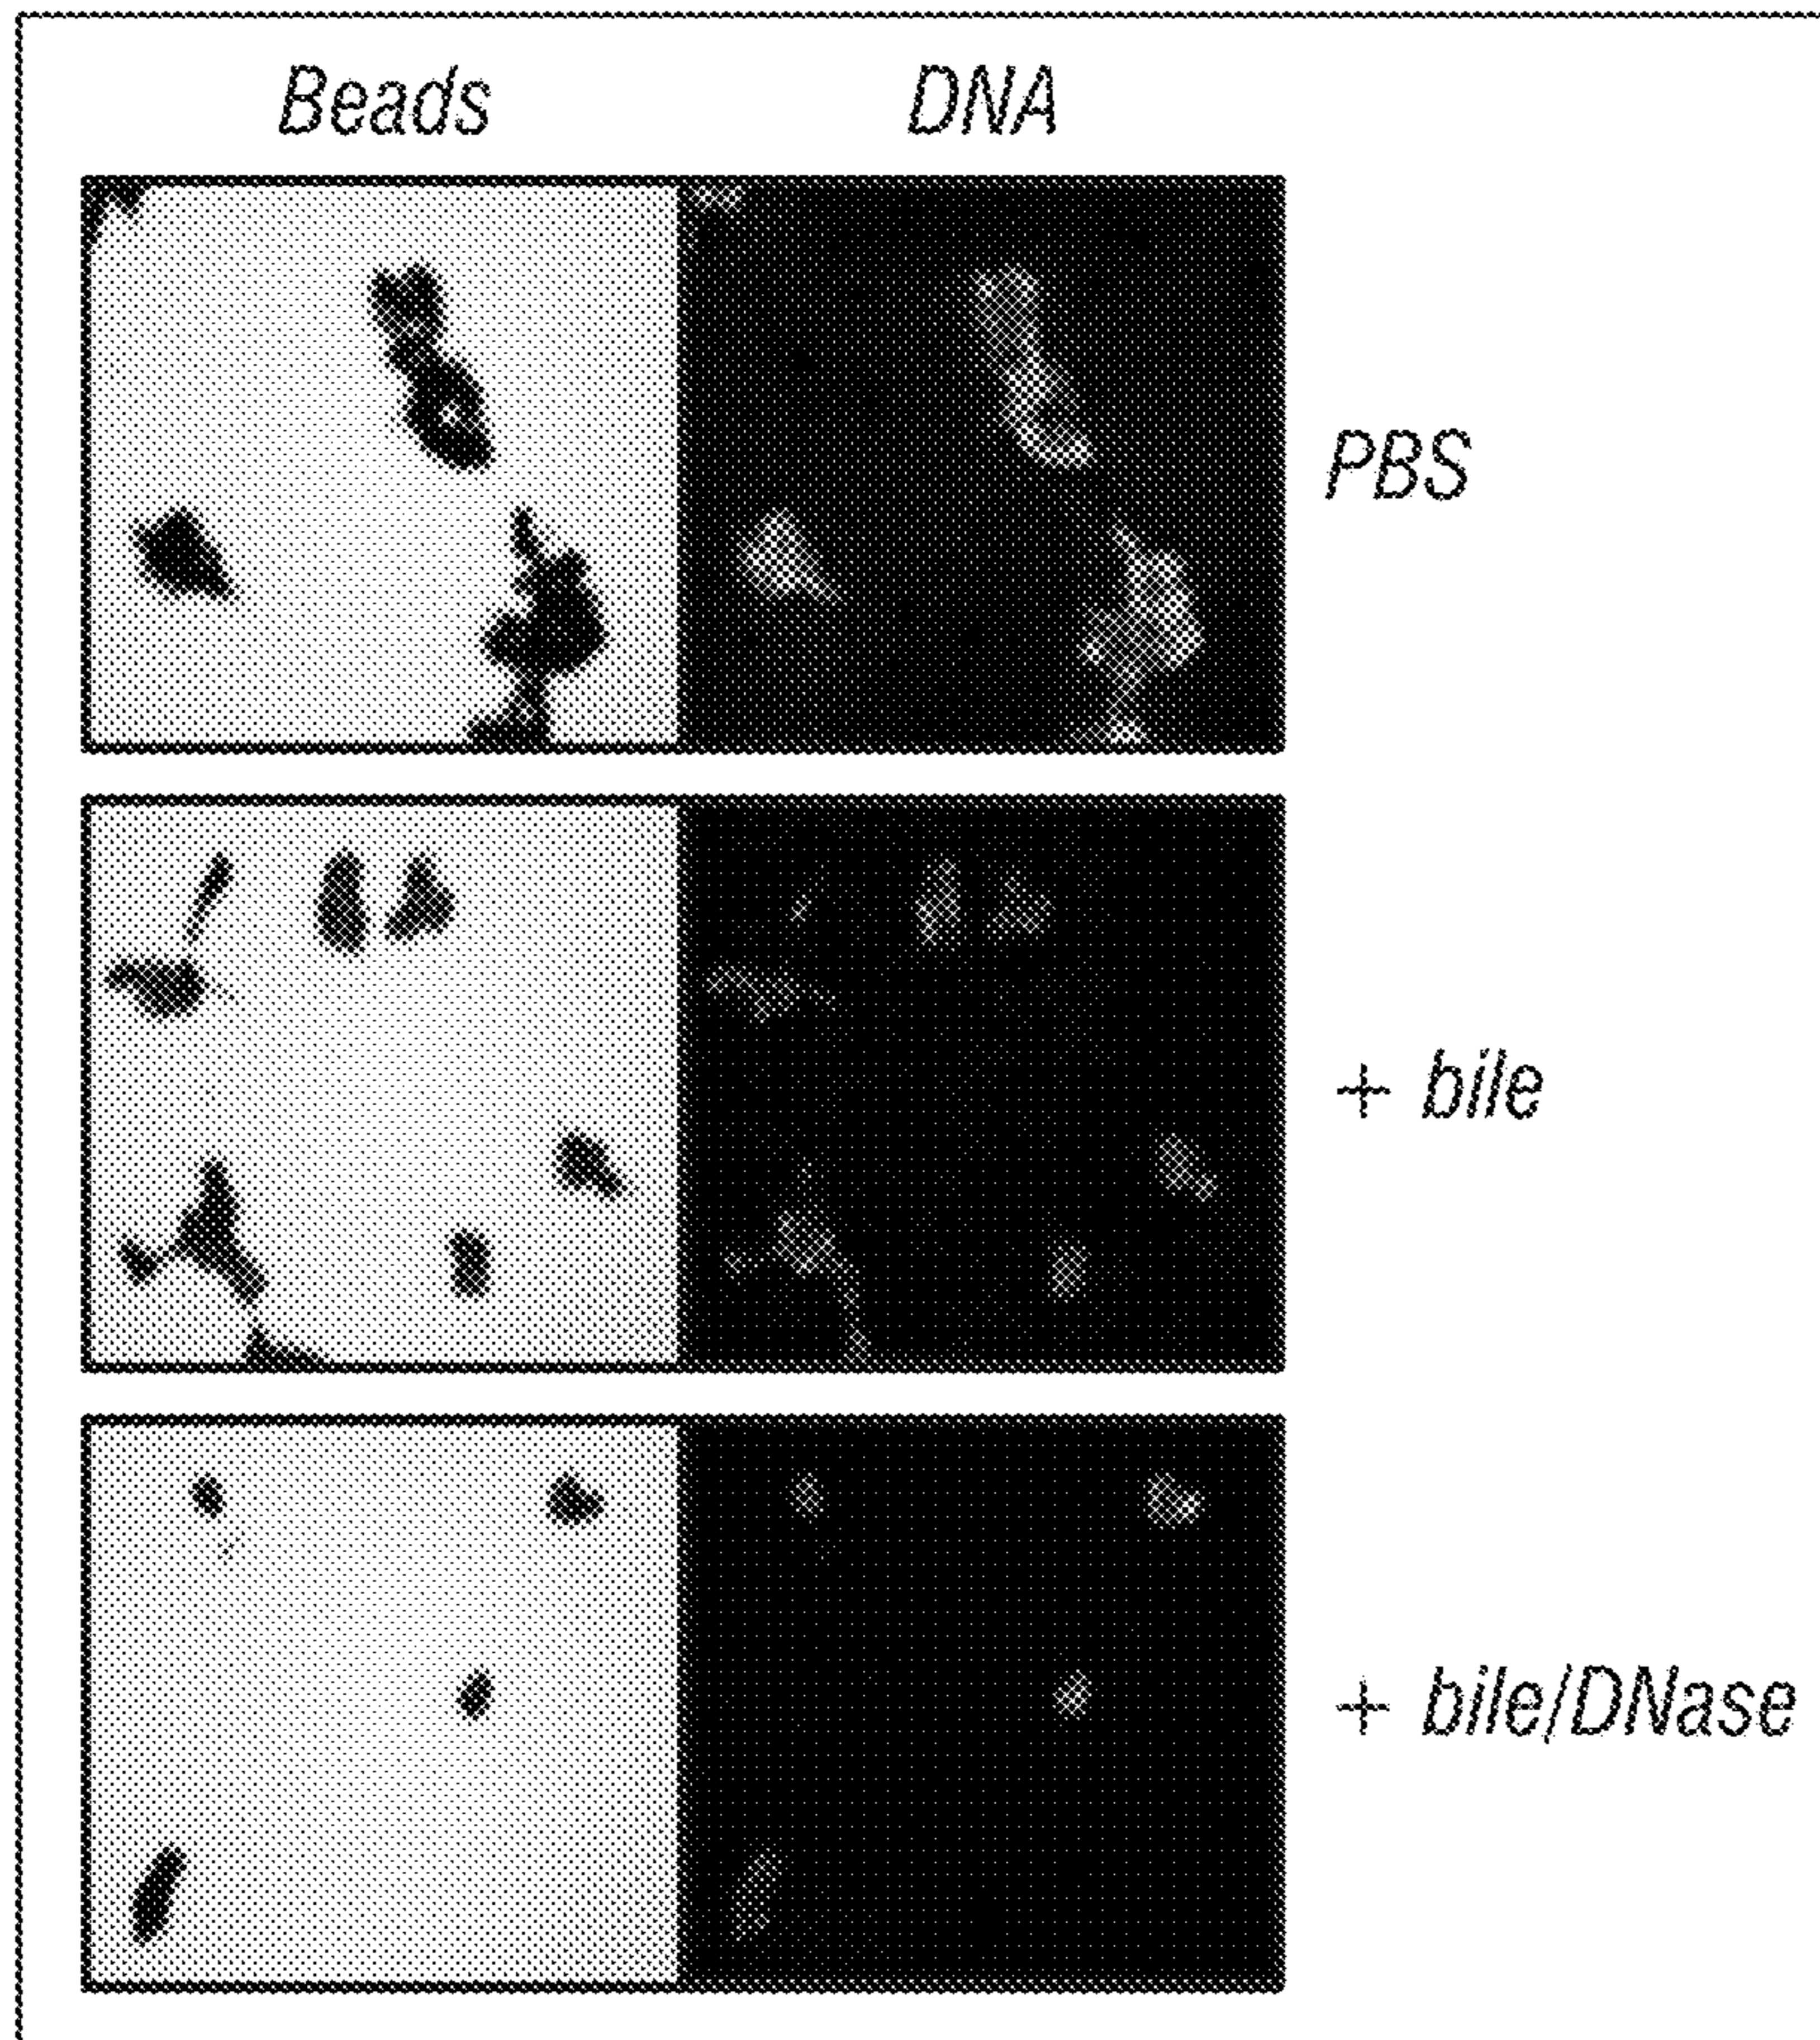 Beads DNA
PBS
+ bile
+ bile/DNase